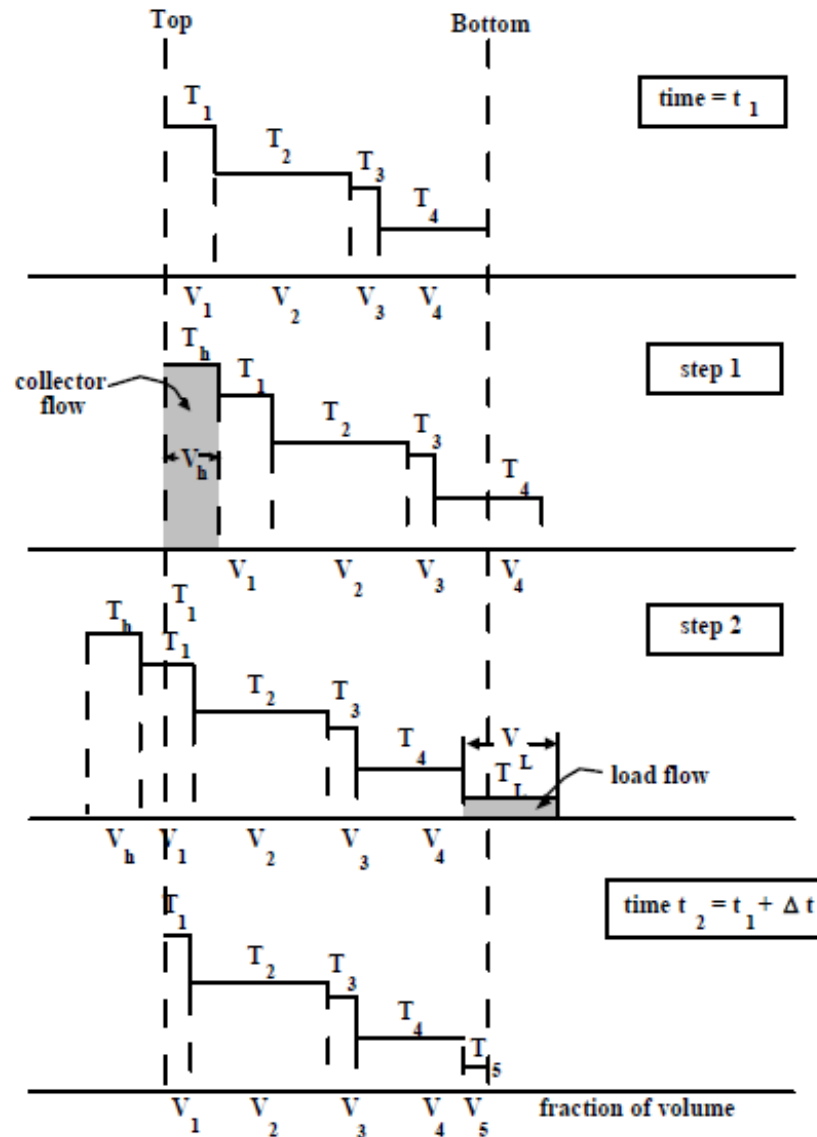 Top Bottom
T1
T2
T3
T4
time = t1
V1 V2 V3 V4
Th
T1
T2
T3
T4
collector
flow
Vh
step 1
V1 V2 V3 V4
T1
Th
T1
T2
T3
T4
VL
TL
load flow
step 2
Vh V1 V2 V3 V4
T1
T2
T3
T4
T5
time t2 = t1 + Δ t
V1 V2 V3 V4 V5 fraction of volume